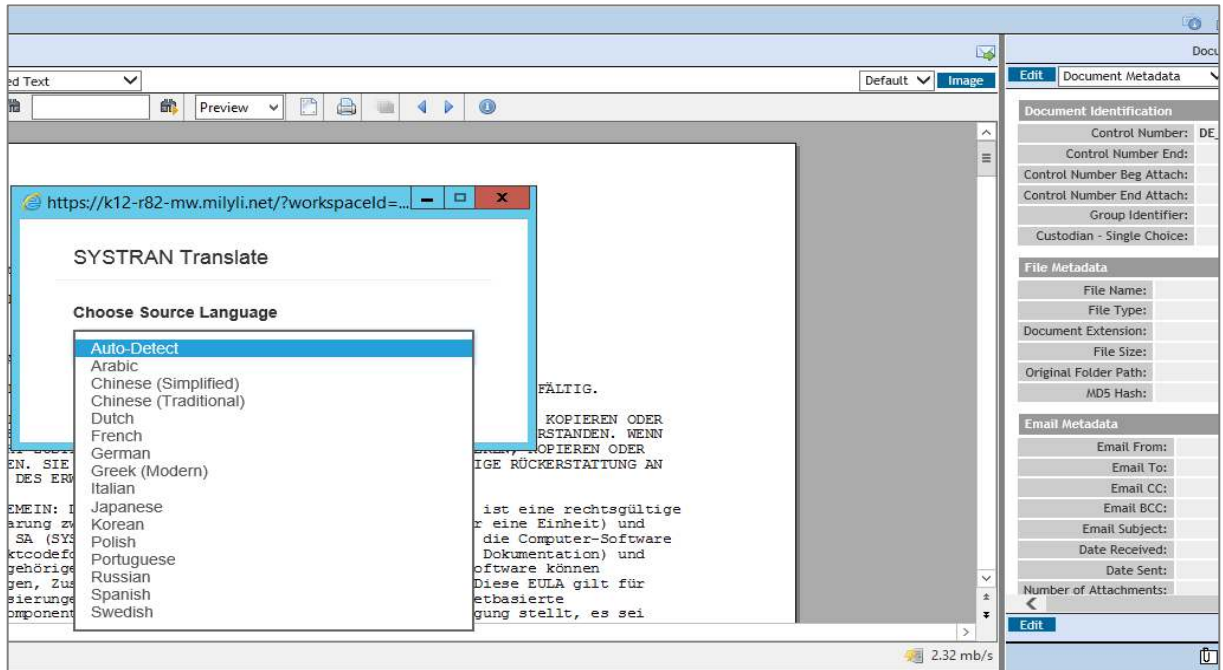 Docu
ed Text
Default
Image
Edit
Document Metadata
Preview
Document Identification
Control Number: DE_
Control Number End:
Control Number Beg Attach:
Control Number End Attach:
Group Identifier:
Custodian - Single Choice:
File Metadata
File Name:
File Type:
Document Extension:
File Size:
Original Folder Path:
MD5 Hash:
Email Metadata
Email From:
Email To:
Email CC:
Email BCC:
Email Subject:
Date Received:
Date Sent:
Number of Attachments:
Edit
https://k12-r82-mw.milyli.net/?workspaceId=...
SYSTRAN Translate
Choose Source Language
Auto-Detect
Arabic
Chinese (Simplified)
Chinese (Traditional)
Dutch
French
German
Greek (Modern)
Italian
Japanese
Korean
Polish
Portuguese
Russian
Spanish
Swedish
FÄLTIG.
KOPIEREN ODER
RSTANDEN. WENN
KOPIEREN ODER
EN. SIE
IGE RÜCKERSTATTUNG AN
DES ERW
EMEIN: D
ist eine rechtsgültige
arung zw
r eine Einheit) und
SA (SYS
die Computer-Software
ktcodefo
Dokumentation) und
gehörige
oftware können
gen, Zus
Diese EULA gilt für
sierunge
etbasierte
omponent
gung stellt, es sei
2.32 mb/s